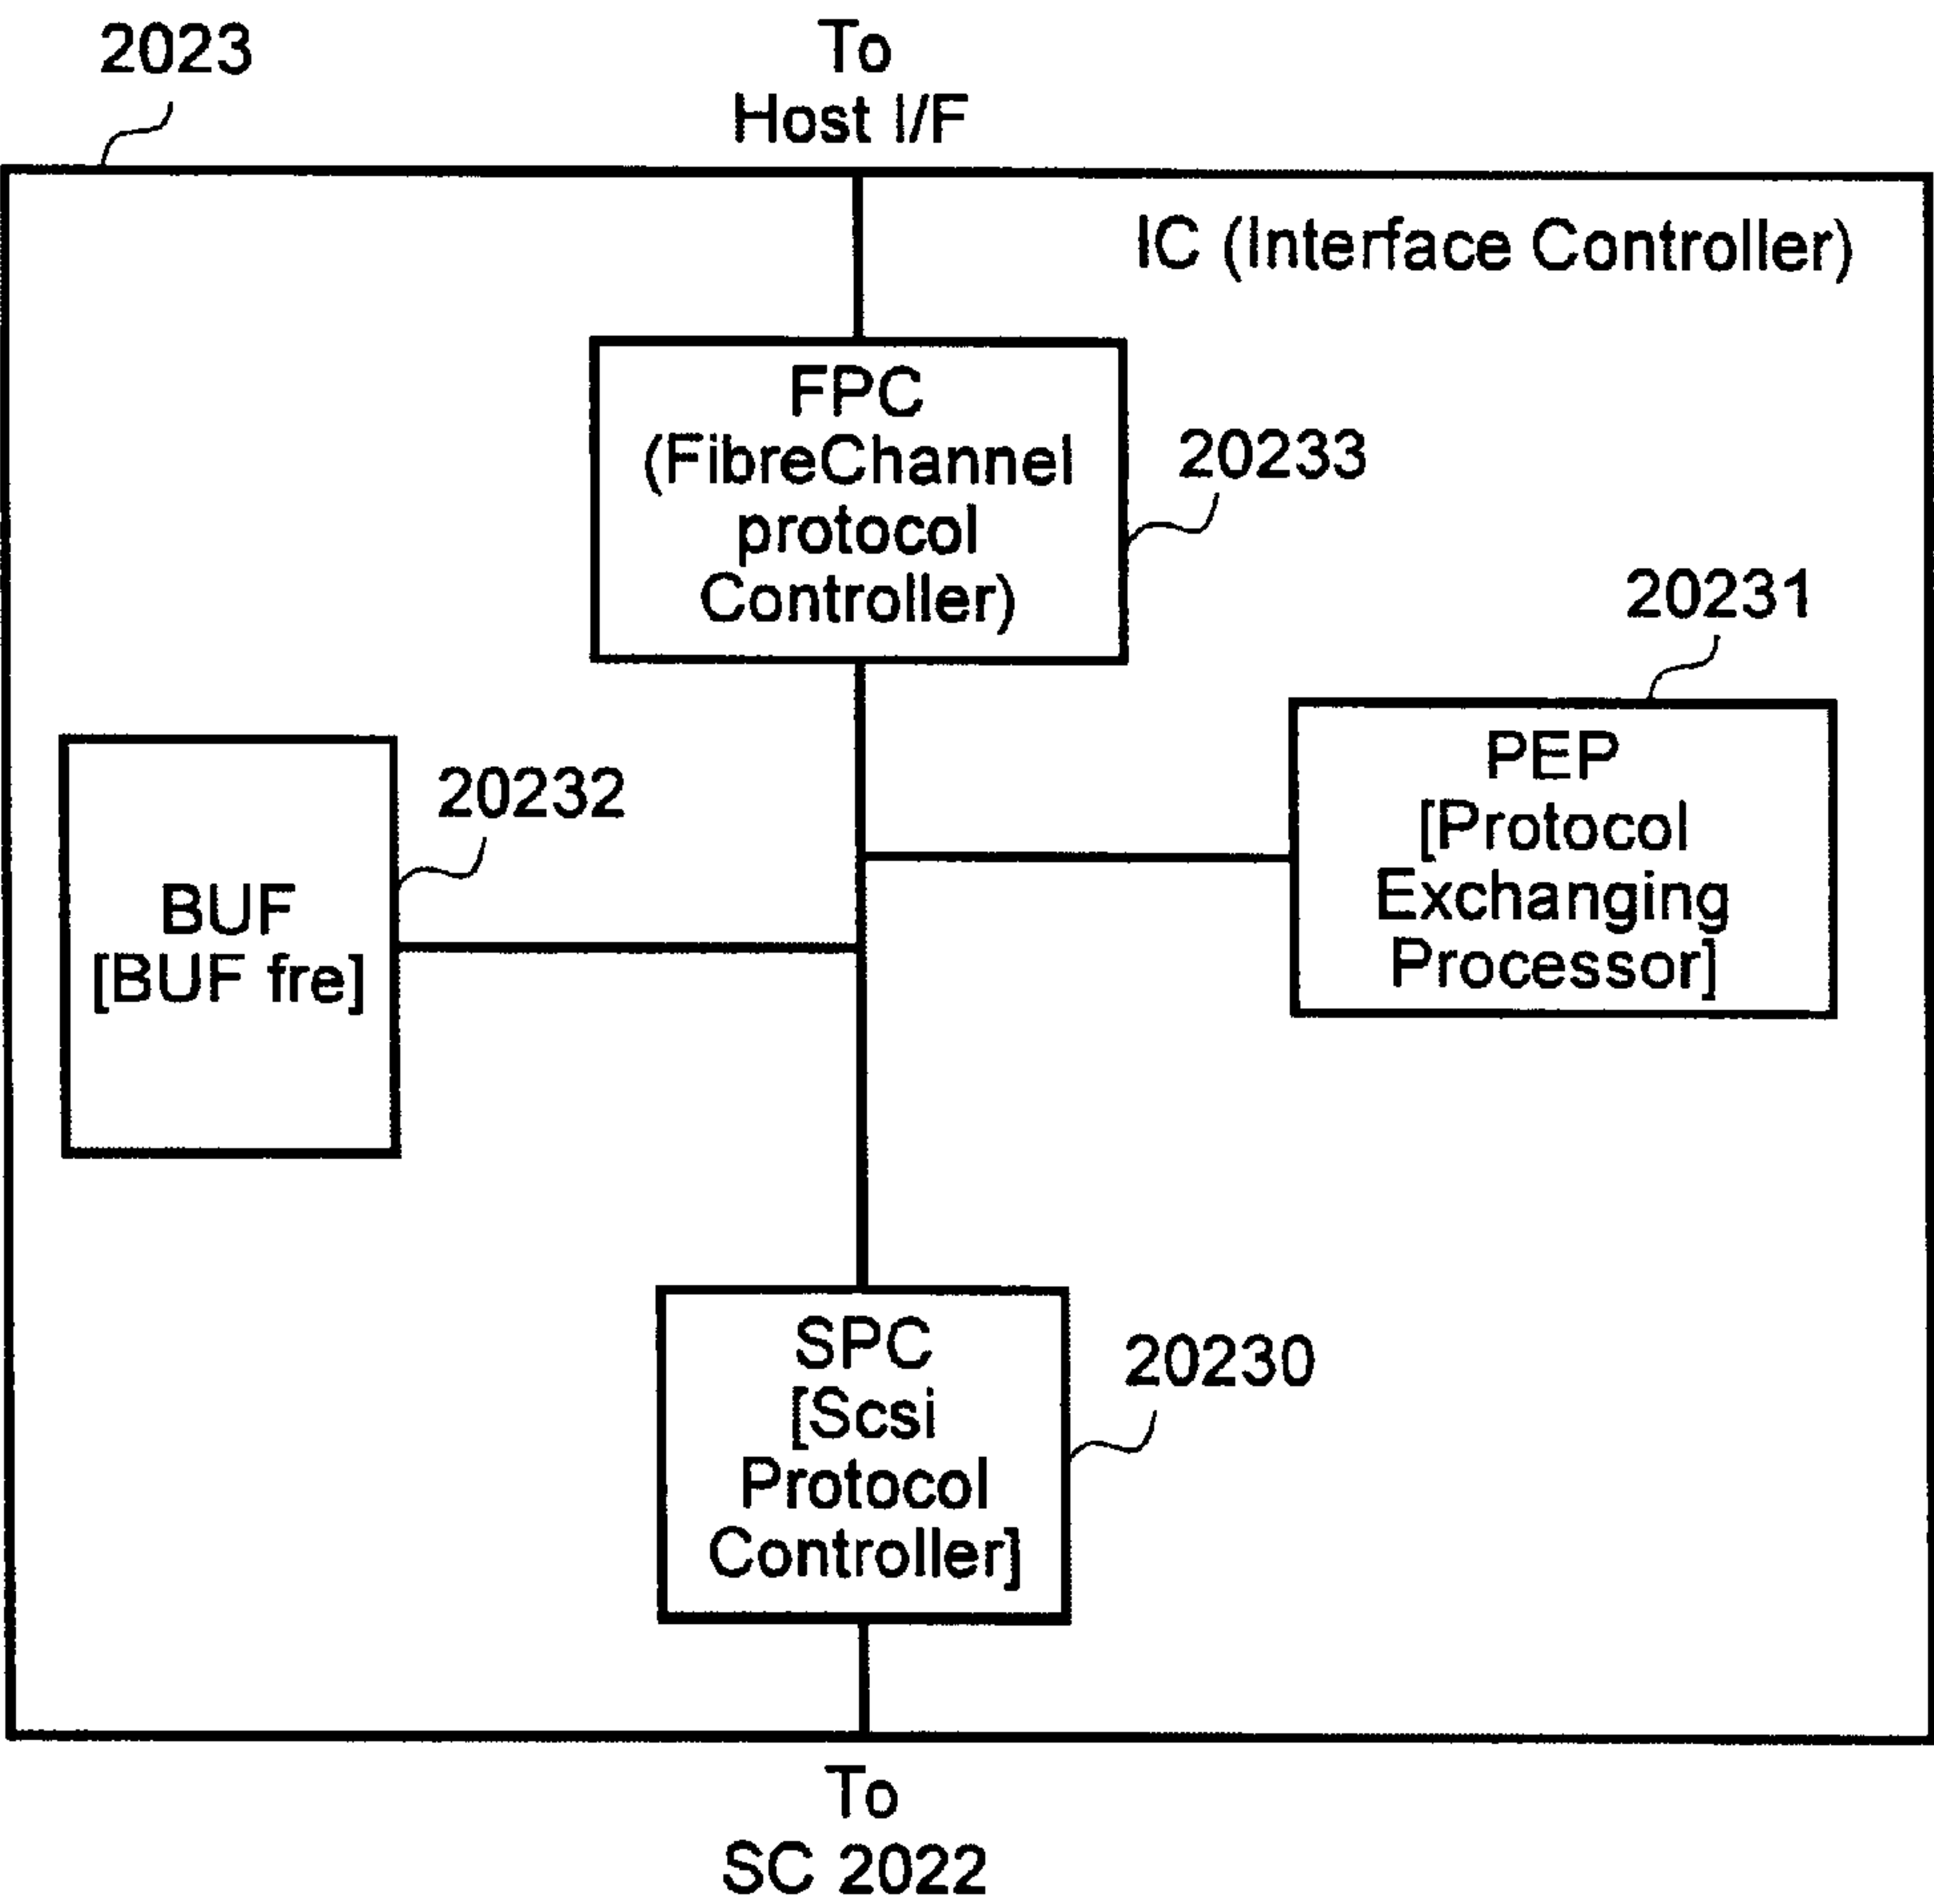 2023
To
Host I/F
IC (Interface Controller)
FPC
(FibreChannel
protocol
Controller)
20233
20231
PEP
[Protocol
Exchanging
Processor]
20232
BUF
[BUF fre]
SPC
[Scsi
Protocol
Controller]
20230
To
SC 2022